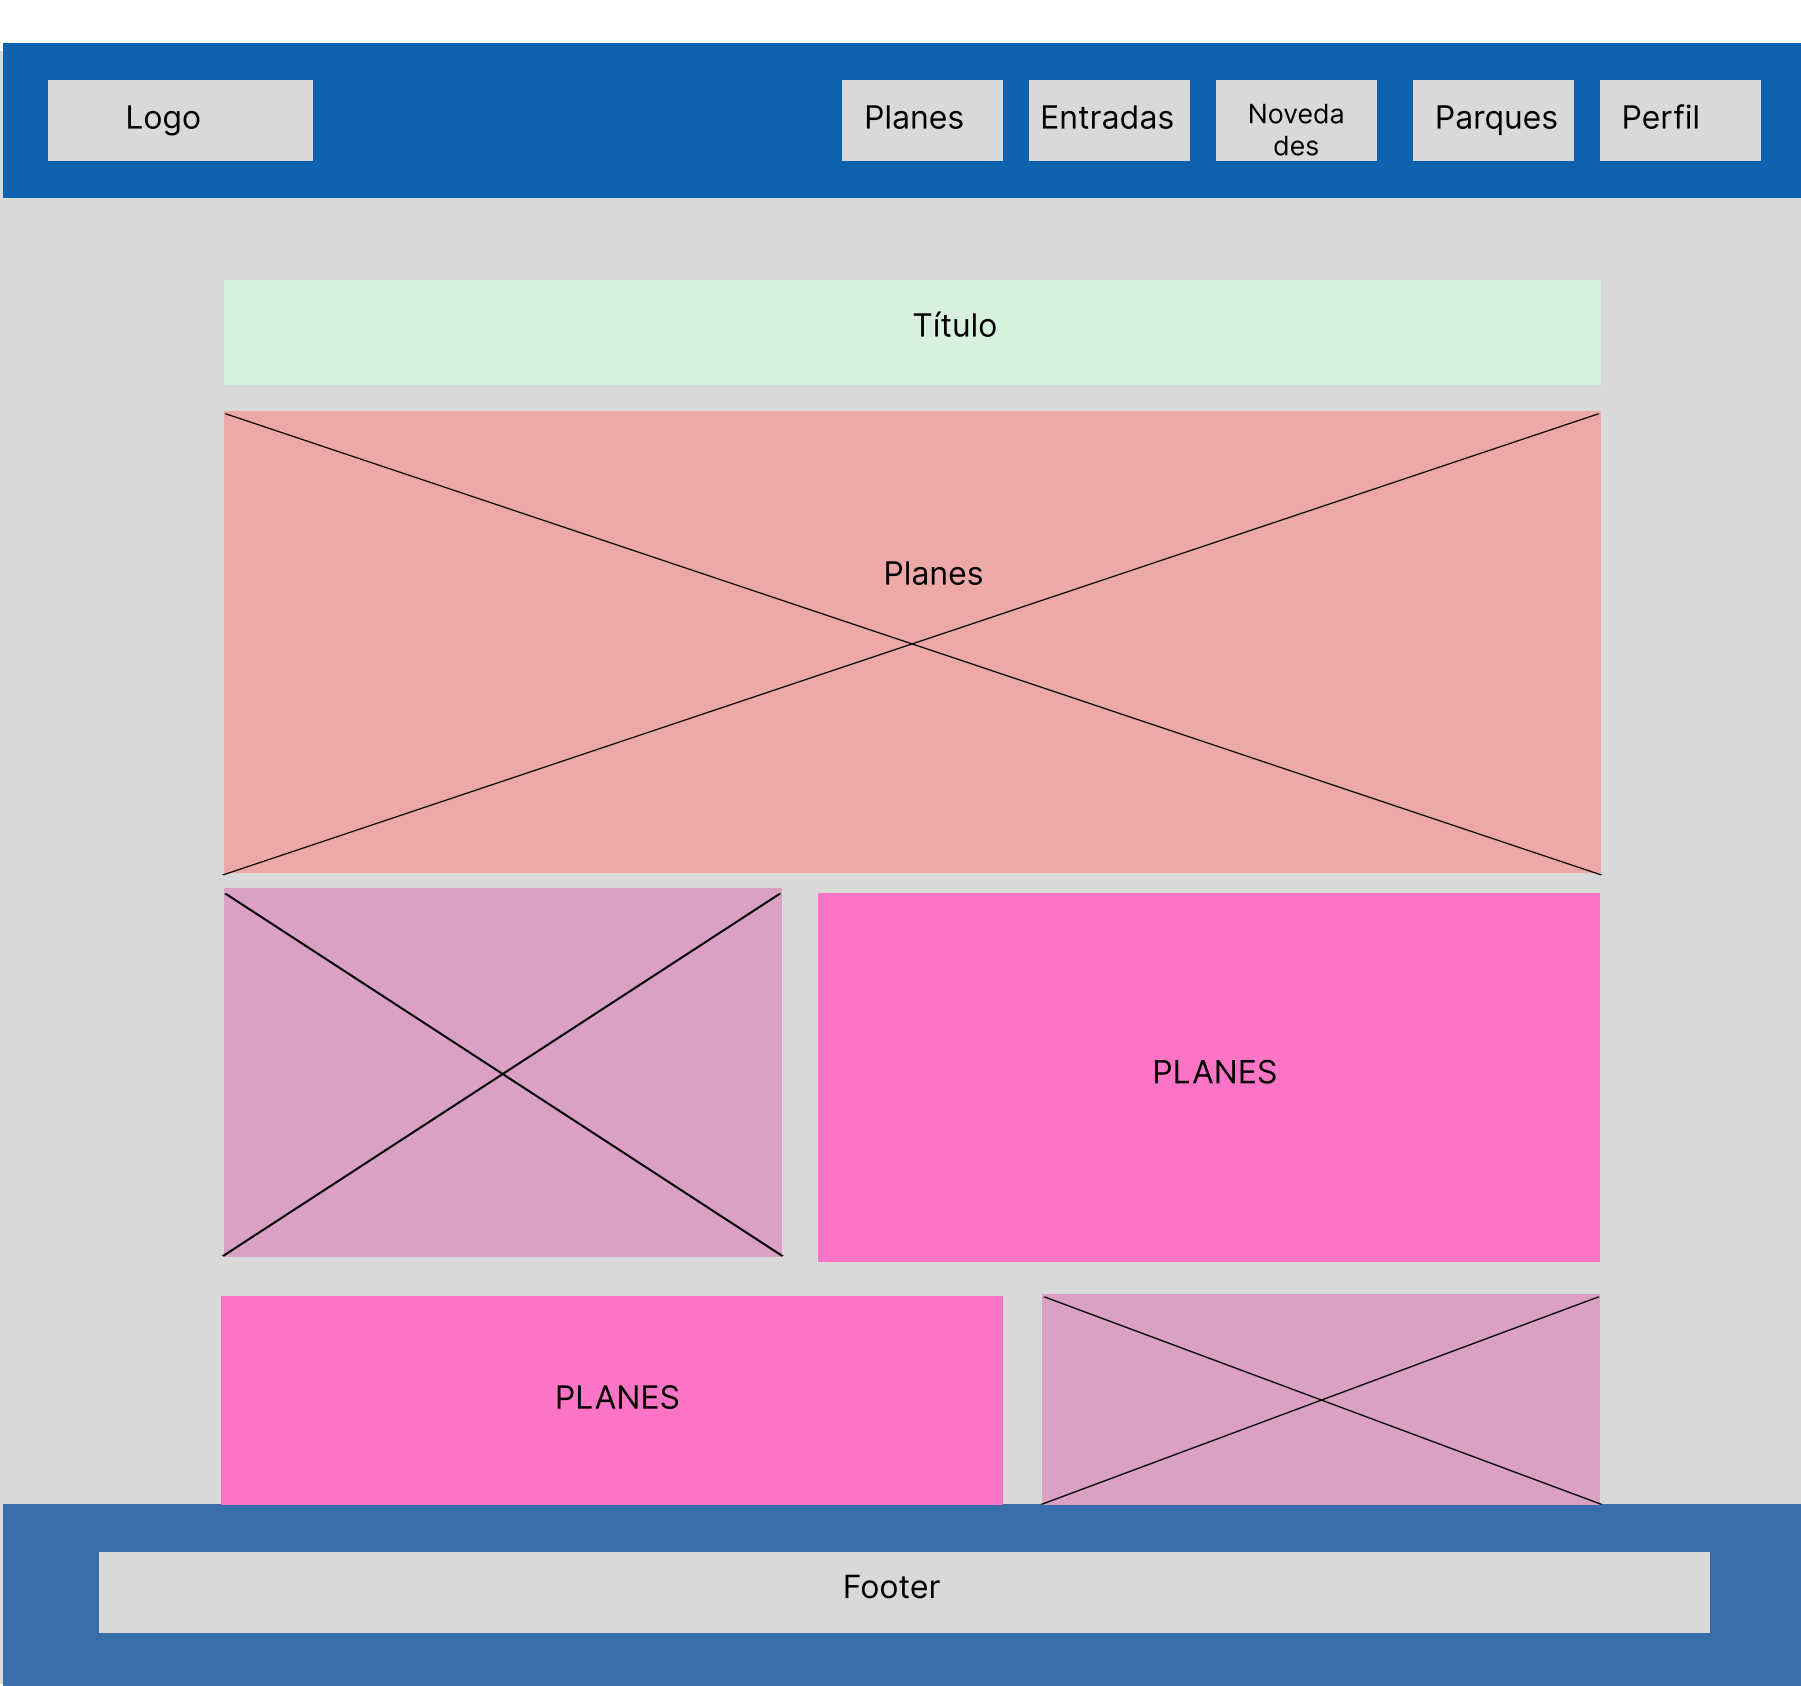 Logo
Planes
Entradas
Noveda
des
Parques
Perfil
Título
Planes
PLANES
PLANES
Footer